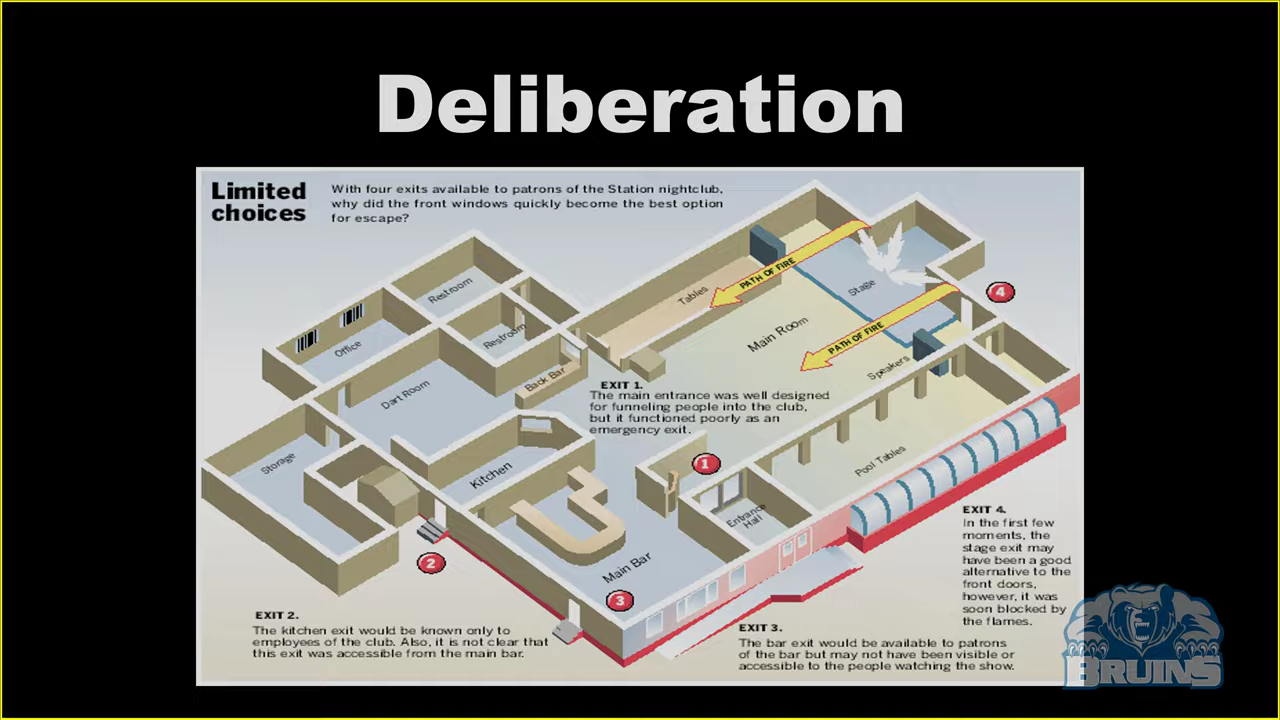 Deliberation
Limited
choices
With four exits available to patrons of the Station nightclub,
why did the front windows quickly become the best option
for escape?
Restroom
Restroom
Office
Dart Room
Back Bar
Storage
Kitchen
Tables
PATH OF FIRE
PATH OF FIRE
Stage
Main Room
Speakers
Pool Tables
Entrance
Hall
Main Bar
4
EXIT 1.
The main entrance was well designed
for funneling people into the club,
but it functioned poorly as an
emergency exit.
1
2
3
EXIT 2.
The kitchen exit would be known only to
employees of the club. Also, it is not clear that
this exit was accessible from the main bar.
EXIT 3.
The bar exit would be available to patrons
of the bar but may not have been visible or
accessible to the people watching the show.
EXIT 4.
In the first few
moments, the
stage exit may
have been a good
alternative to the
front doors,
however, it was
soon blocked by
the flames.
BRUINS